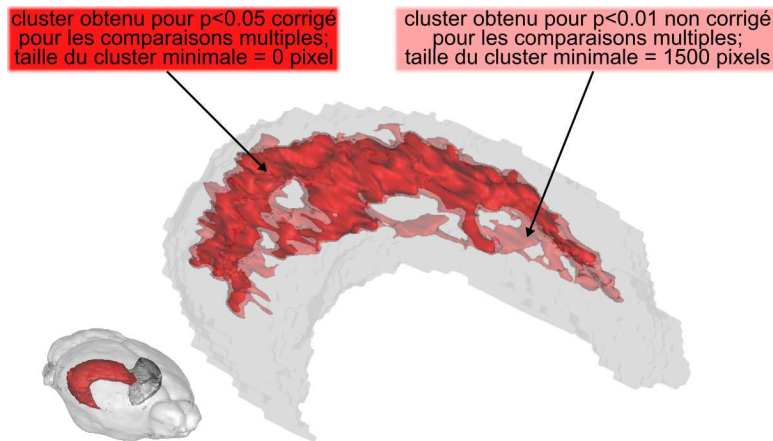 cluster obtenu pour p<0.05 corrigé
pour les comparaisons multiples;
taille du cluster minimale = 0 pixel
cluster obtenu pour p<0.01 non corrigé
pour les comparaisons multiples;
taille du cluster minimale = 1500 pixels